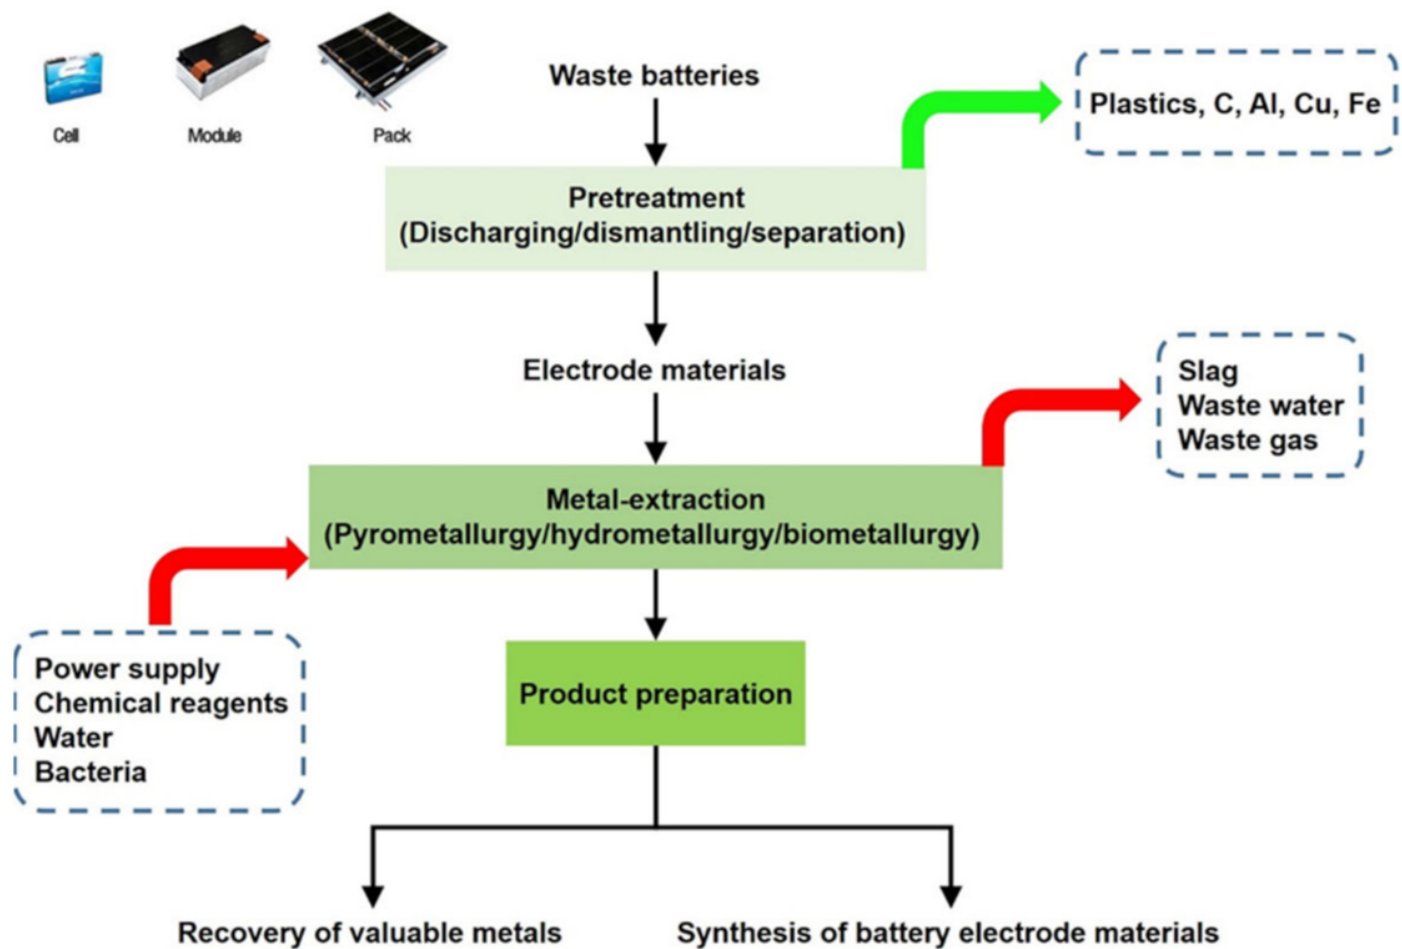 Cell
Module
Pack
Waste batteries
Plastics, C, Al, Cu, Fe
Pretreatment
(Discharging/dismantling/separation)
Electrode materials
Slag
Waste water
Waste gas
Metal-extraction
(Pyrometallurgy/hydrometallurgy/biometallurgy)
Power supply
Chemical reagents
Water
Bacteria
Product preparation
Recovery of valuable metals
Synthesis of battery electrode materials